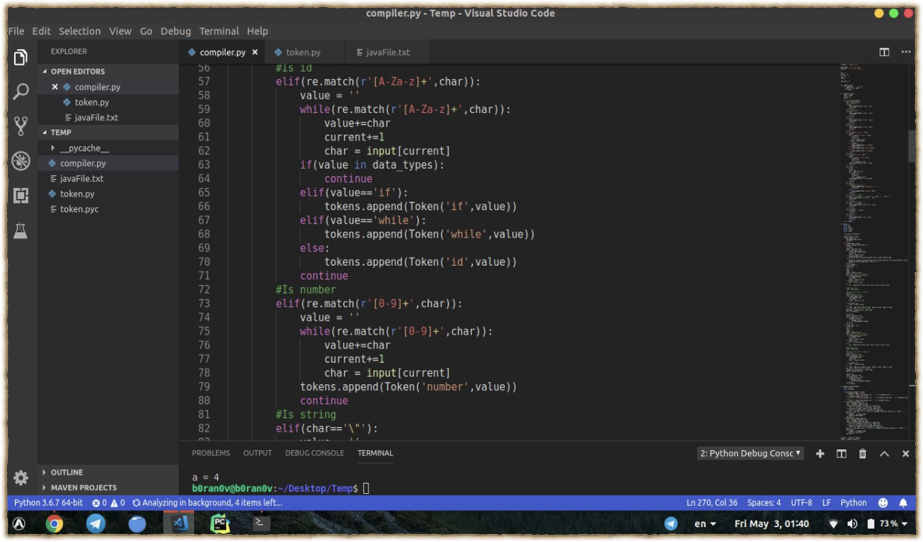 compiler.py - Temp - Visual Studio Code
File Edit Selection View Go Debug Terminal Help
EXPLORER
OPEN EDITORS
compiler.py
token.py
javaFile.txt
TEMP
__pycache__
compiler.py
javaFile.txt
token.py
token.pyc
OUTLINE
MAVEN PROJECTS
compiler.py token.py javaFile.txt
56 #Is id
57 elif(re.match(r'[A-Za-z]+',char)):
58 value = ''
59 while(re.match(r'[A-Za-z]+',char)):
60 value+=char
61 current+=1
62 char = input[current]
63 if(value in data_types):
64 continue
65 elif(value=='if'):
66 tokens.append(Token('if',value))
67 elif(value=='while'):
68 tokens.append(Token('while',value))
69 else:
70 tokens.append(Token('id',value))
71 continue
72 #Is number
73 elif(re.match(r'[0-9]+',char)):
74 value = ''
75 while(re.match(r'[0-9]+',char)):
76 value+=char
77 current+=1
78 char = input[current]
79 tokens.append(Token('number',value))
80 continue
81 #Is string
82 elif(char=='\"'):
PROBLEMS OUTPUT DEBUG CONSOLE TERMINAL 2: Python Debug Consc
a = 4
b0ran0v@b0ran0v:~/Desktop/Temp$
Python 3.6.7 64-bit 0 0 Analyzing in background, 4 items left... Ln 270, Col 36 Spaces: 4 UTF-8 LF Python
PC en Fri May 3, 01:40 73 %